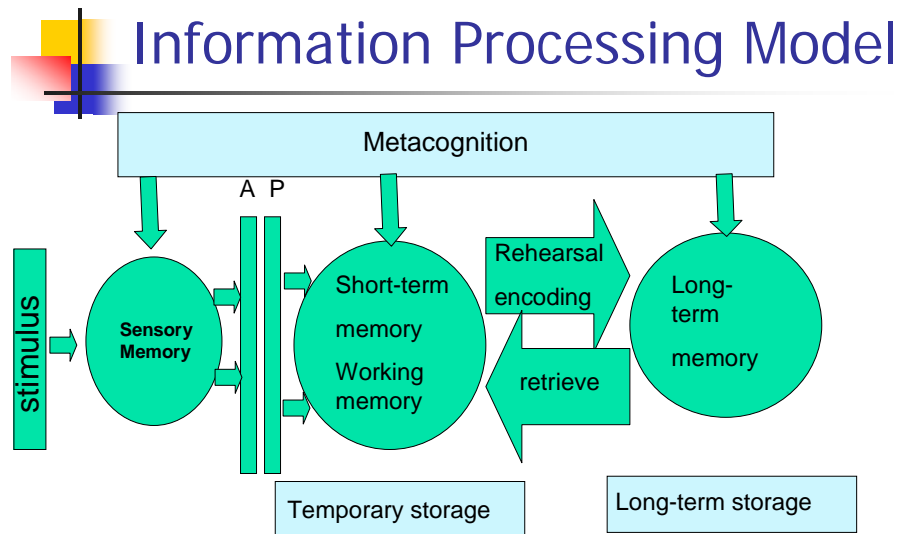 Information Processing Model
Metacognition
A P
stimulus
Sensory
Memory
Short-term
memory
Working
memory
Rehearsal
encoding
retrieve
Long-
term
memory
Temporary storage
Long-term storage